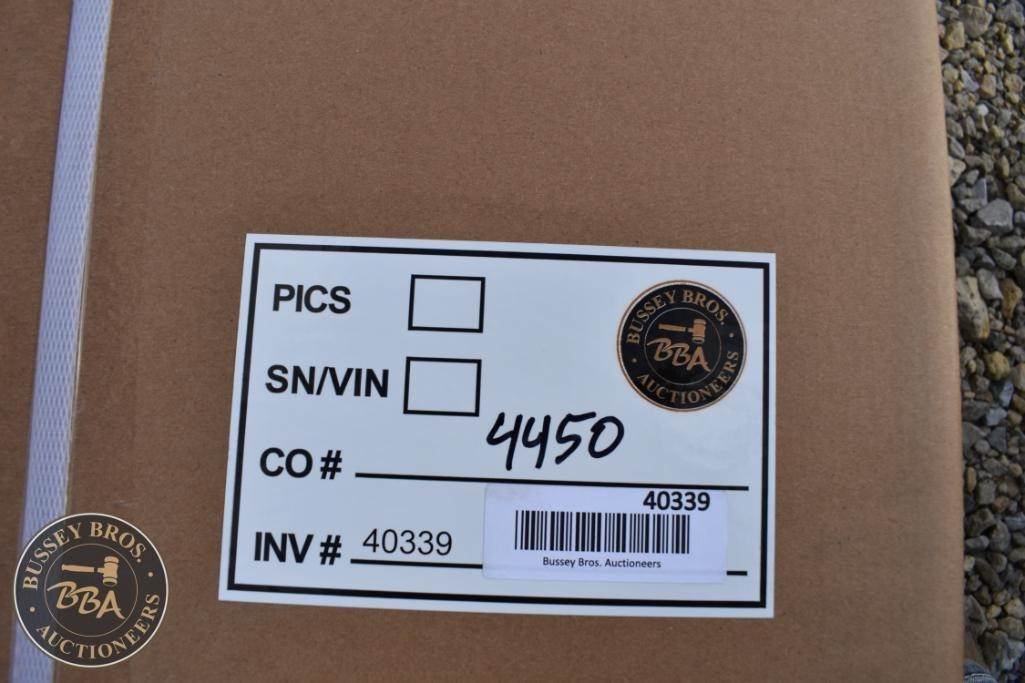 PICS
BUSSEY BROS.
BBA
AUCTIONEERS
SN/VIN
CO # 4450
INV # 40339
40339
Bussey Bros. Auctioneers
BUSSEY BROS.
BBA
AUCTIONEERS